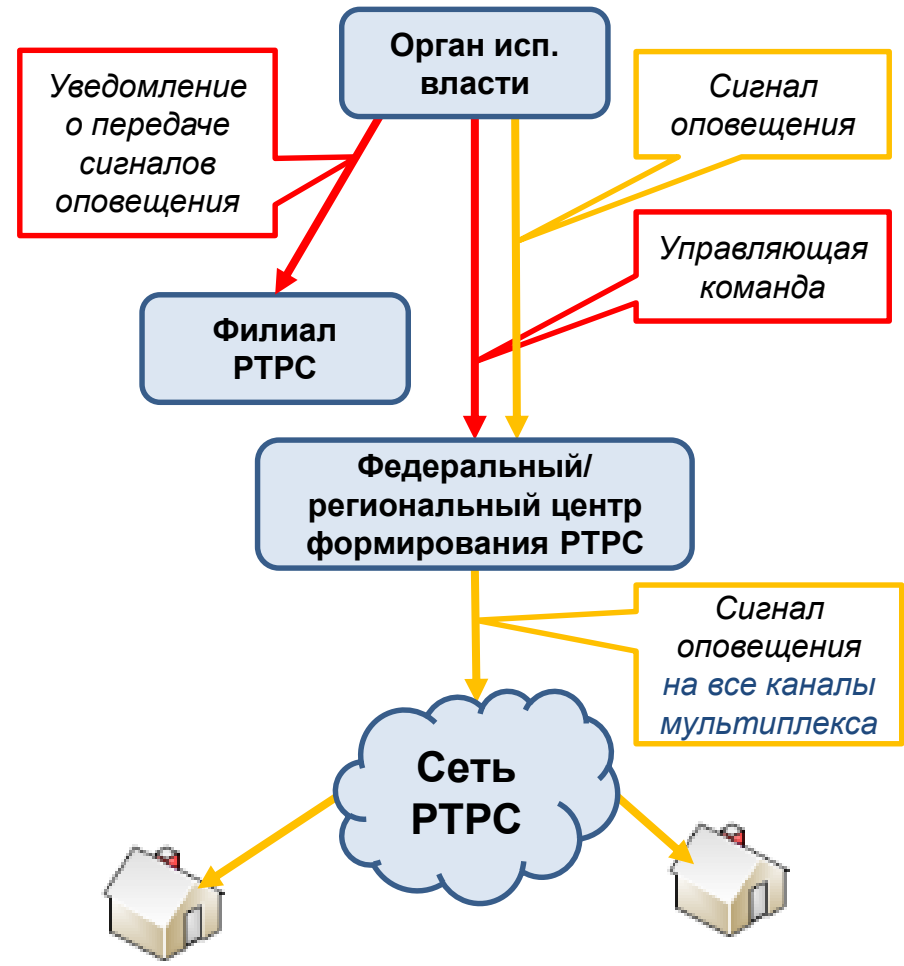 Орган исп.
власти
Уведомление
о передаче
сигналов
оповещения
Сигнал
оповещения
Управляющая
команда
Филиал
РТРС
Федеральный/
региональный центр
формирования РТРС
Сигнал
оповещения
на все каналы
мультиплекса
Сеть
РТРС